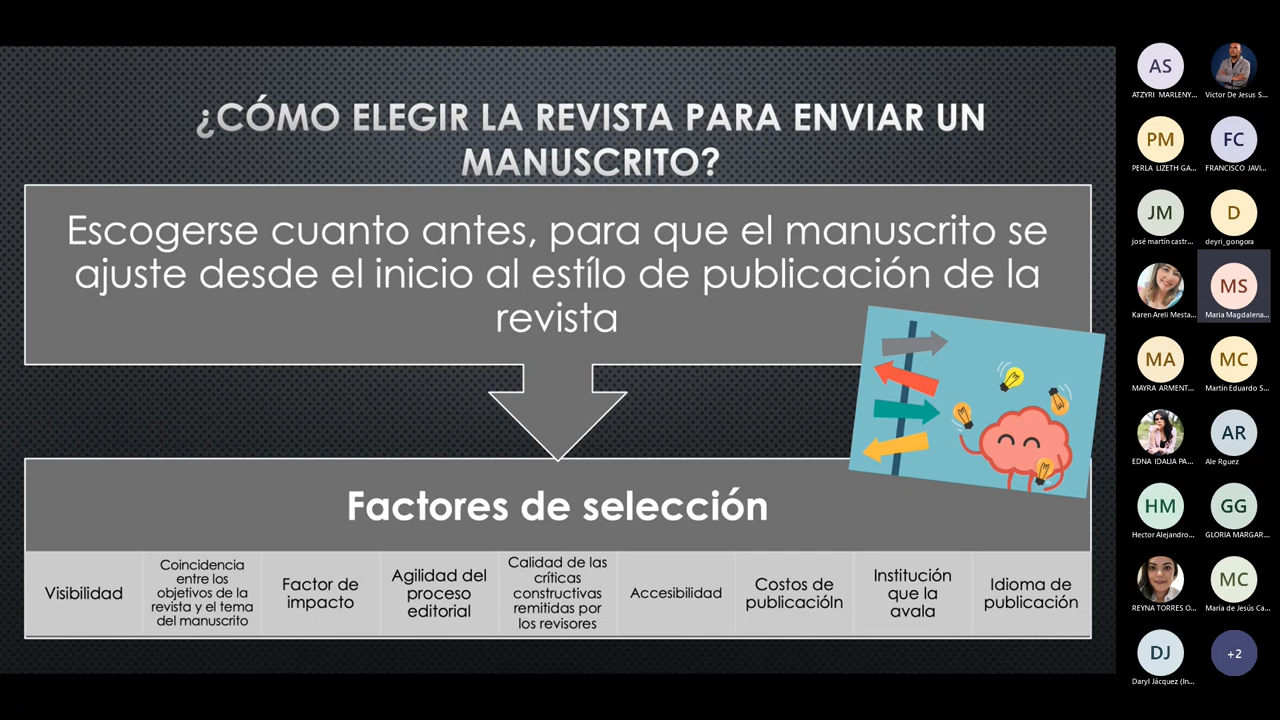 ¿CÓMO ELEGIR LA REVISTA PARA ENVIAR UN
MANUSCRITO?
Escogerse cuanto antes, para que el manuscrito se
ajuste desde el inicio al estílo de publicación de la
revista
Factores de selección
Visibilidad
Coincidencia
entre los
objetivos de la
revista y el tema
del manuscrito
Factor de
impacto
Agilidad del
proceso
editorial
Calidad de las
críticas
constructivas
remitidas por
los revisores
Accesibilidad
Costos de
publicacióln
Institución
que la
avala
Idioma de
publicación
AS
ATZYRI MARLENY...
Victor De Jesus S...
PM
PERLA LIZETH GA...
FC
FRANCISCO JAVI...
JM
josé martín castr...
D
deyri_gongora
Karen Areli Mesta...
MS
Maria Magdalena...
MA
MAYRA ARMENT...
MC
Martín Eduardo S...
EDNA IDALIA PA...
AR
Ale Rguez
HM
Hector Alejandro...
GG
GLORIA MARGAR...
REYNA TORRES O...
MC
María de Jesús Ca...
DJ
Daryl Jácquez (In...
+2